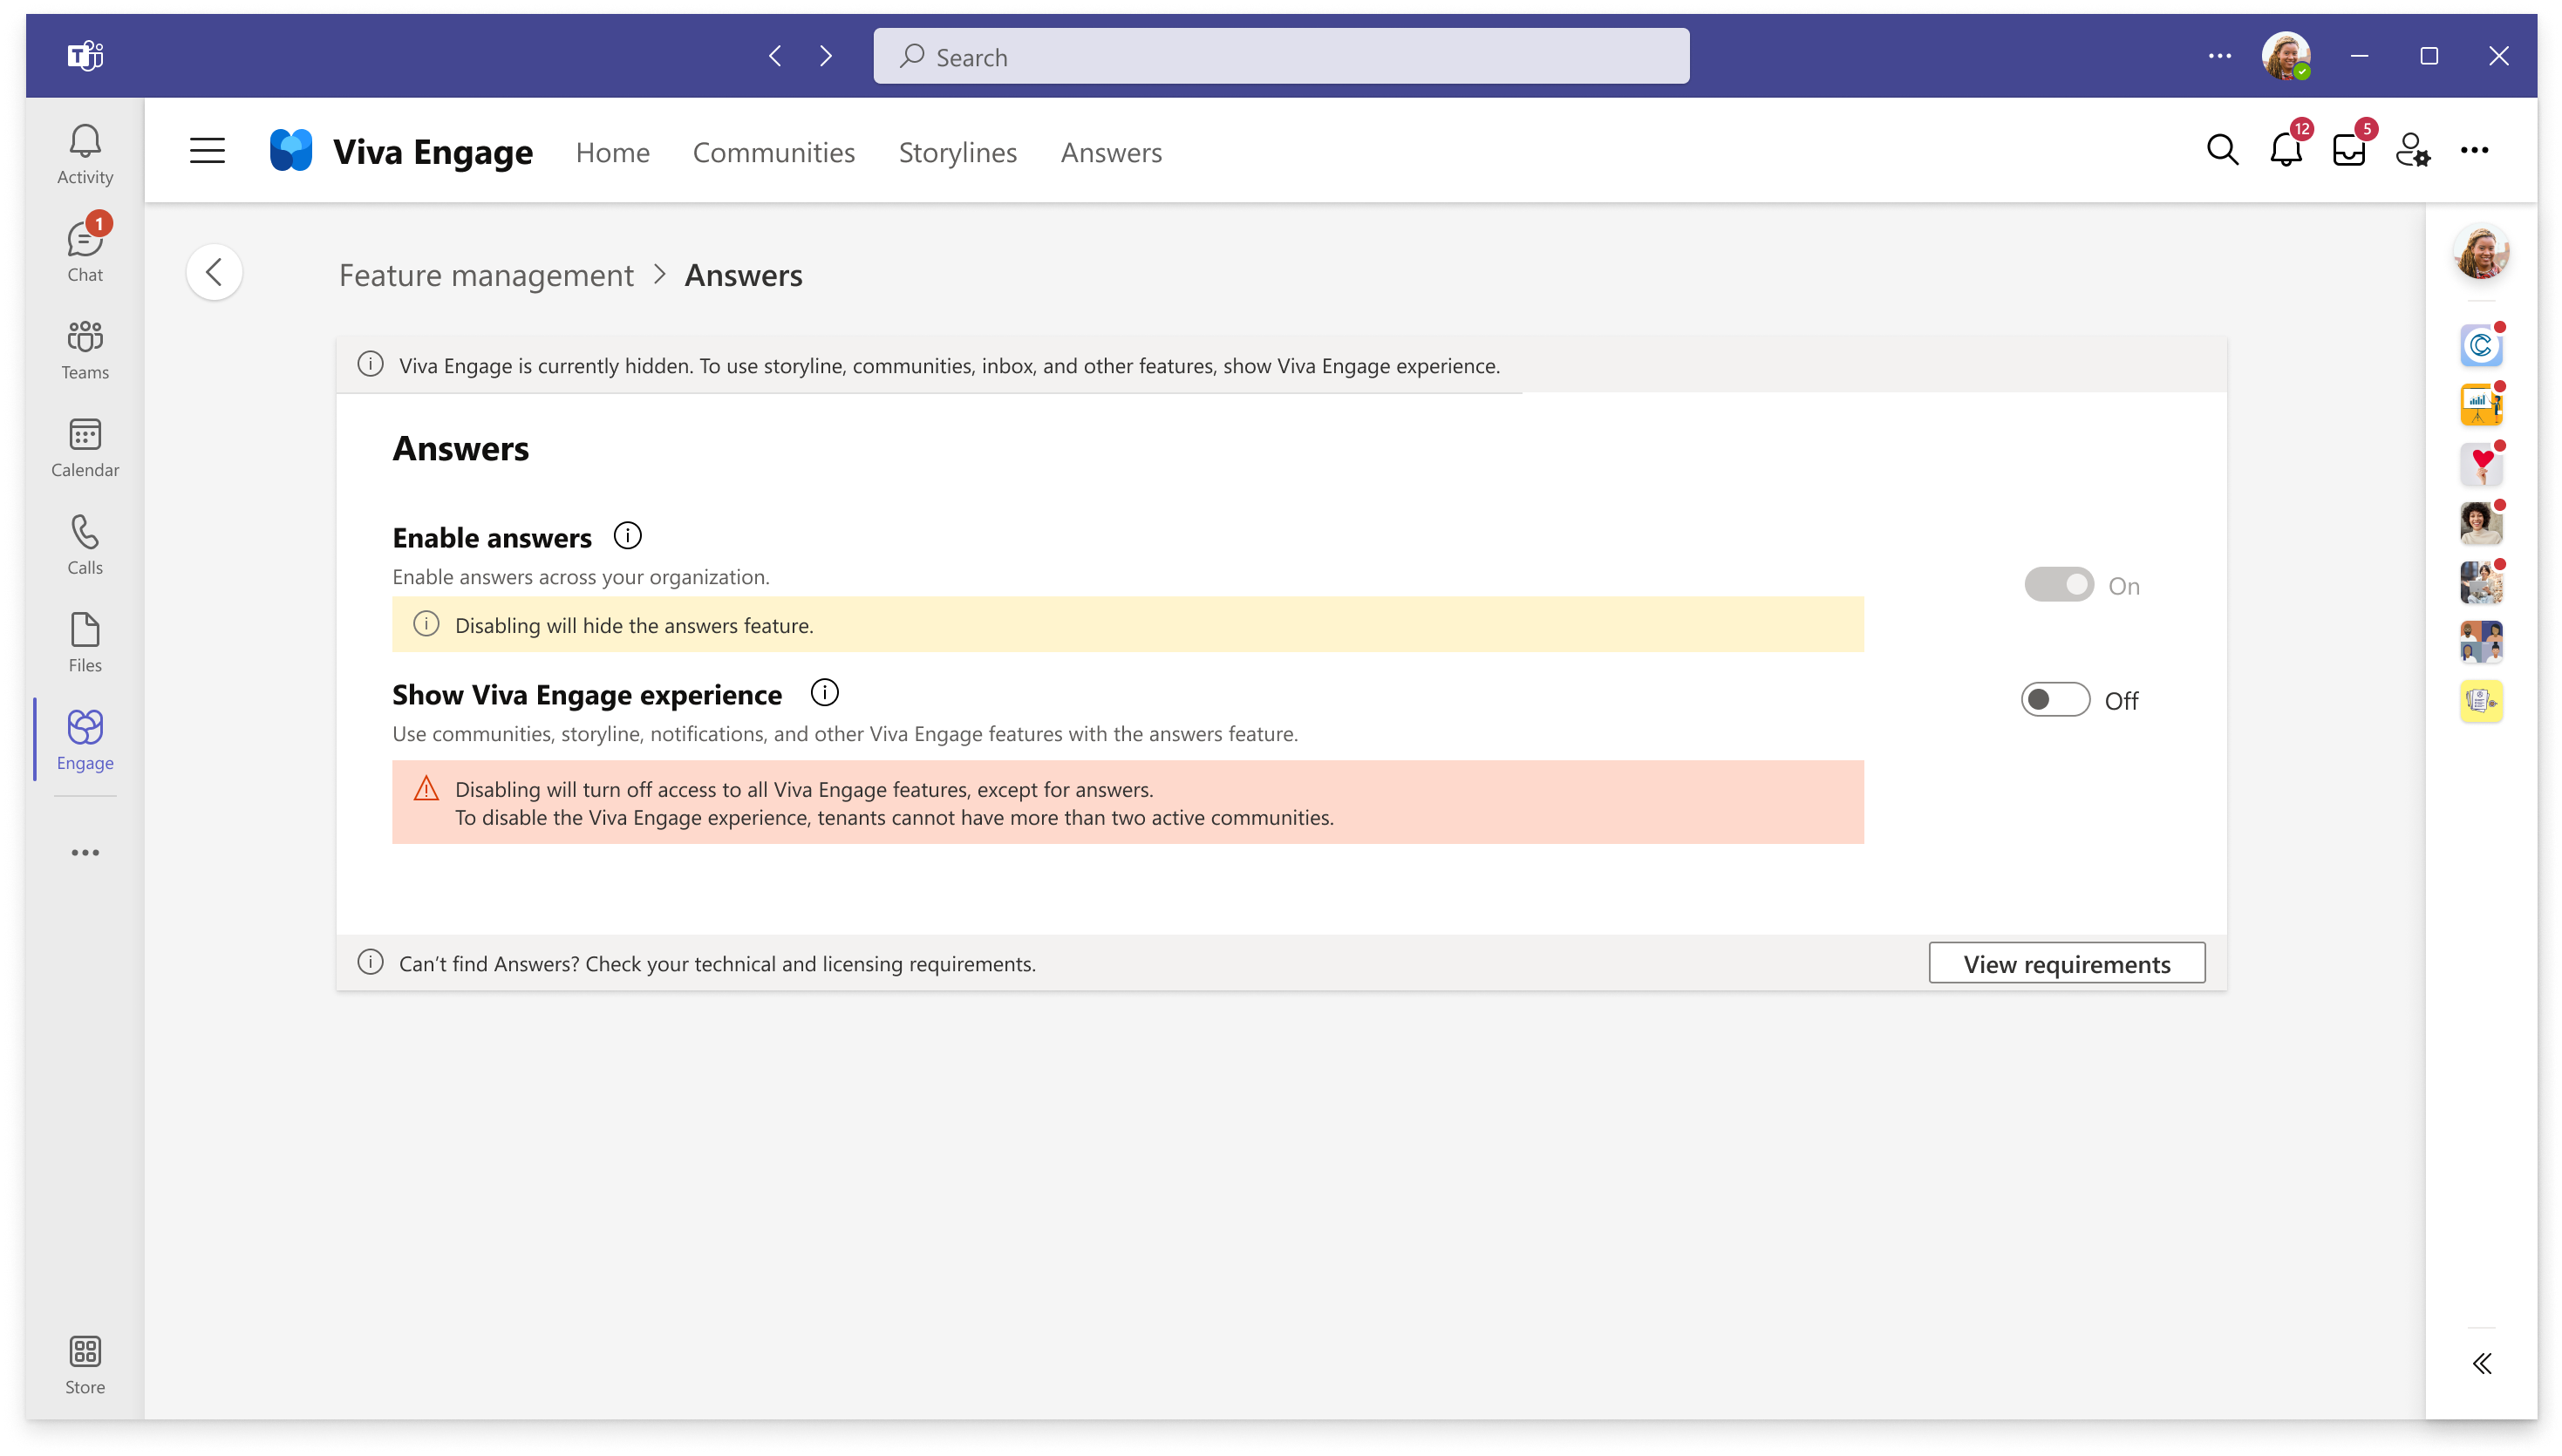 Search
Activity
1
Chat
Teams
Calendar
Calls
Files
Engage
Store
Viva Engage
Home
Communities
Storylines
Answers
12
5
Feature management > Answers
Viva Engage is currently hidden. To use storyline, communities, inbox, and other features, show Viva Engage experience.
Answers
Enable answers
Enable answers across your organization.
On
Disabling will hide the answers feature.
Show Viva Engage experience
Off
Use communities, storyline, notifications, and other Viva Engage features with the answers feature.
Disabling will turn off access to all Viva Engage features, except for answers.
To disable the Viva Engage experience, tenants cannot have more than two active communities.
Can’t find Answers? Check your technical and licensing requirements.
View requirements